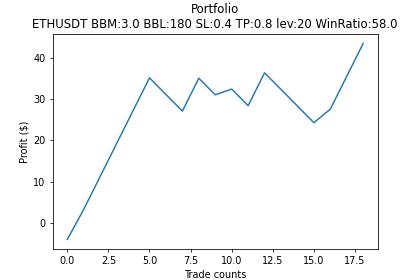 Portfolio
ETHUSDT BBM:3.0 BBL:180 SL:0.4 TP:0.8 lev:20 WinRatio:58.0
40
30
20
10
0
Profit ($)
0.0 2.5 5.0 7.5 10.0 12.5 15.0 17.5
Trade counts